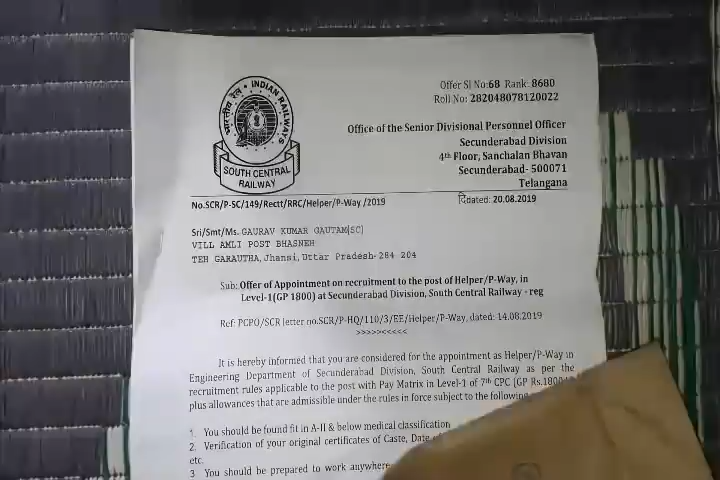 Offer Sl No:68 Rank :8680
Roll No: 282048078120022
भारतीय रेल • INDIAN RAILWAYS
SOUTH CENTRAL
RAILWAY
Office of the Senior Divisional Personnel Officer
Secunderabad Division
4th Floor, Sanchalan Bhavan
Secunderabad- 500071
Telangana
No.SCR/P-SC/149/Rectt/RRC/Helper/P-Way /2019
दिdated: 20.08.2019
Sri/Smt/Ms. GAURAV KUMAR GAUTAM(SC)
VILL AMLI POST BHASNEH
TEH GARAUTHA, Jhansi, Uttar Pradesh- 284 204
Sub: Offer of Appointment on recruitment to the post of Helper/P-Way, in
Level-1(GP 1800) at Secunderabad Division, South Central Railway - reg
Ref: PCPO/SCR letter no.SCR/P-HQ/110/3/EE/Helper/P-Way, dated: 14.08.2019
>>>>><<<<<
It is hereby informed that you are considered for the appointment as Helper/P-Way in
Engineering Department of Secunderabad Division, South Central Railway as per the
recruitment rules applicable to the post with Pay Matrix in Level-1 of 7th CPC (GP Rs.1800
plus allowances that are admissible under the rules in force subject to the following
1. You should be found fit in A-II & below medical classification
2. Verification of your original certificates of Caste, Date
etc.
3 You should be prepared to work anywhere